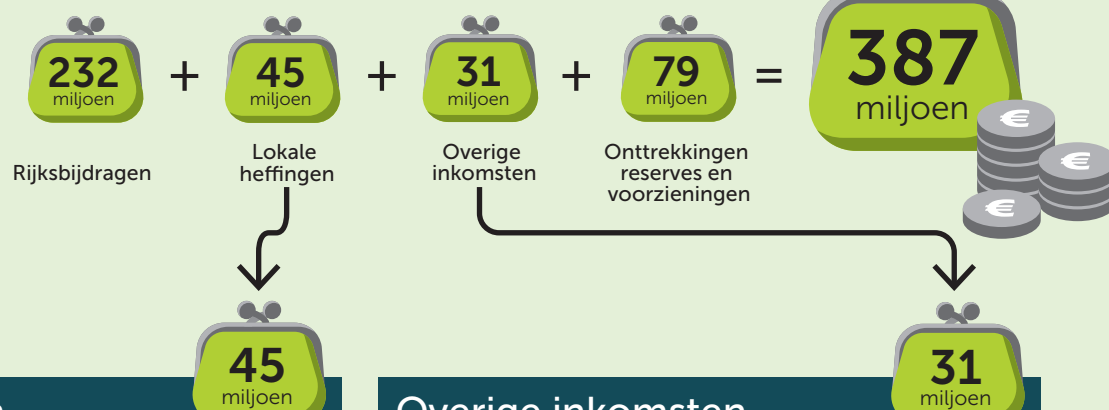 232
miljoen
+
45
miljoen
+
31
miljoen
+
79
miljoen
=
387
miljoen
€
€
€
Rijksbijdragen
Lokale
heffingen
Overige
inkomsten
Onttrekkingen
reserves en
voorzieningen
45
miljoen
31
miljoen
Overige inkomsten